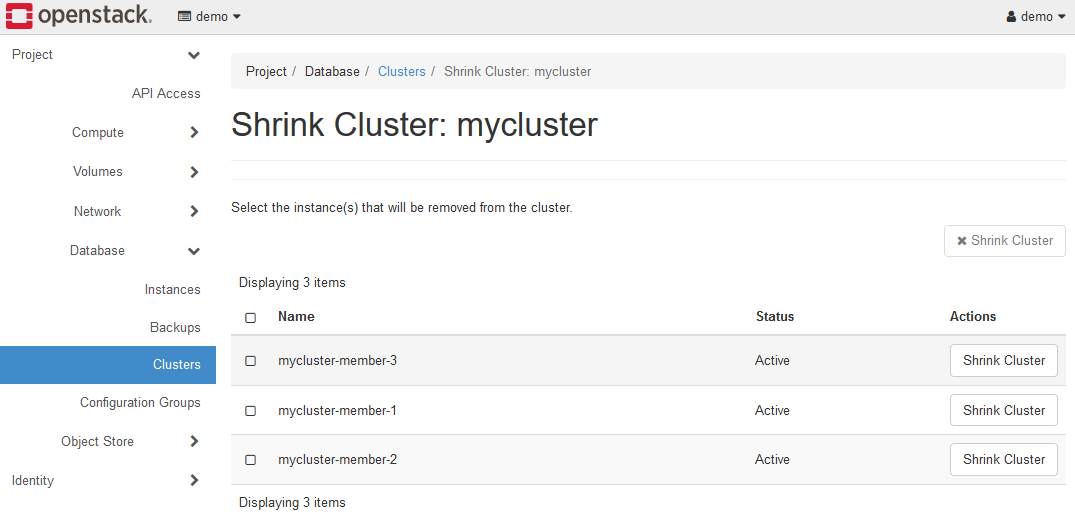 openstack. demo demo
Project
API Access
Compute
Volumes
Network
Database
Instances
Backups
Clusters
Configuration Groups
Object Store
Identity
Project / Database / Clusters / Shrink Cluster: mycluster
Shrink Cluster: mycluster
Select the instance(s) that will be removed from the cluster.
Shrink Cluster
Displaying 3 items
Name Status Actions
mycluster-member-3 Active Shrink Cluster
mycluster-member-1 Active Shrink Cluster
mycluster-member-2 Active Shrink Cluster
Displaying 3 items